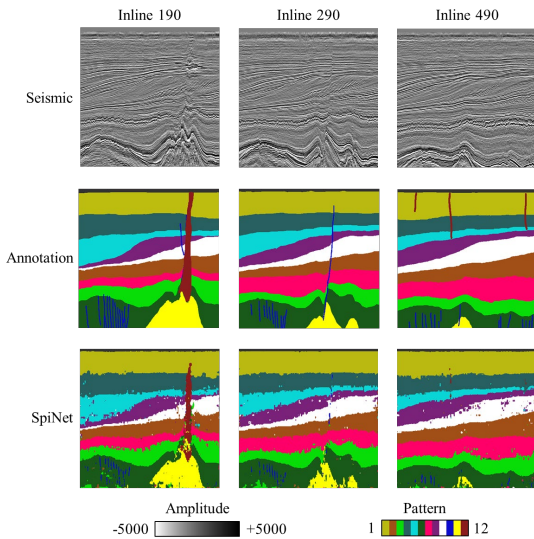 Inline 190 Inline 290 Inline 490
Seismic
Annotation
SpiNet
Amplitude Pattern
-5000 +5000 1 12